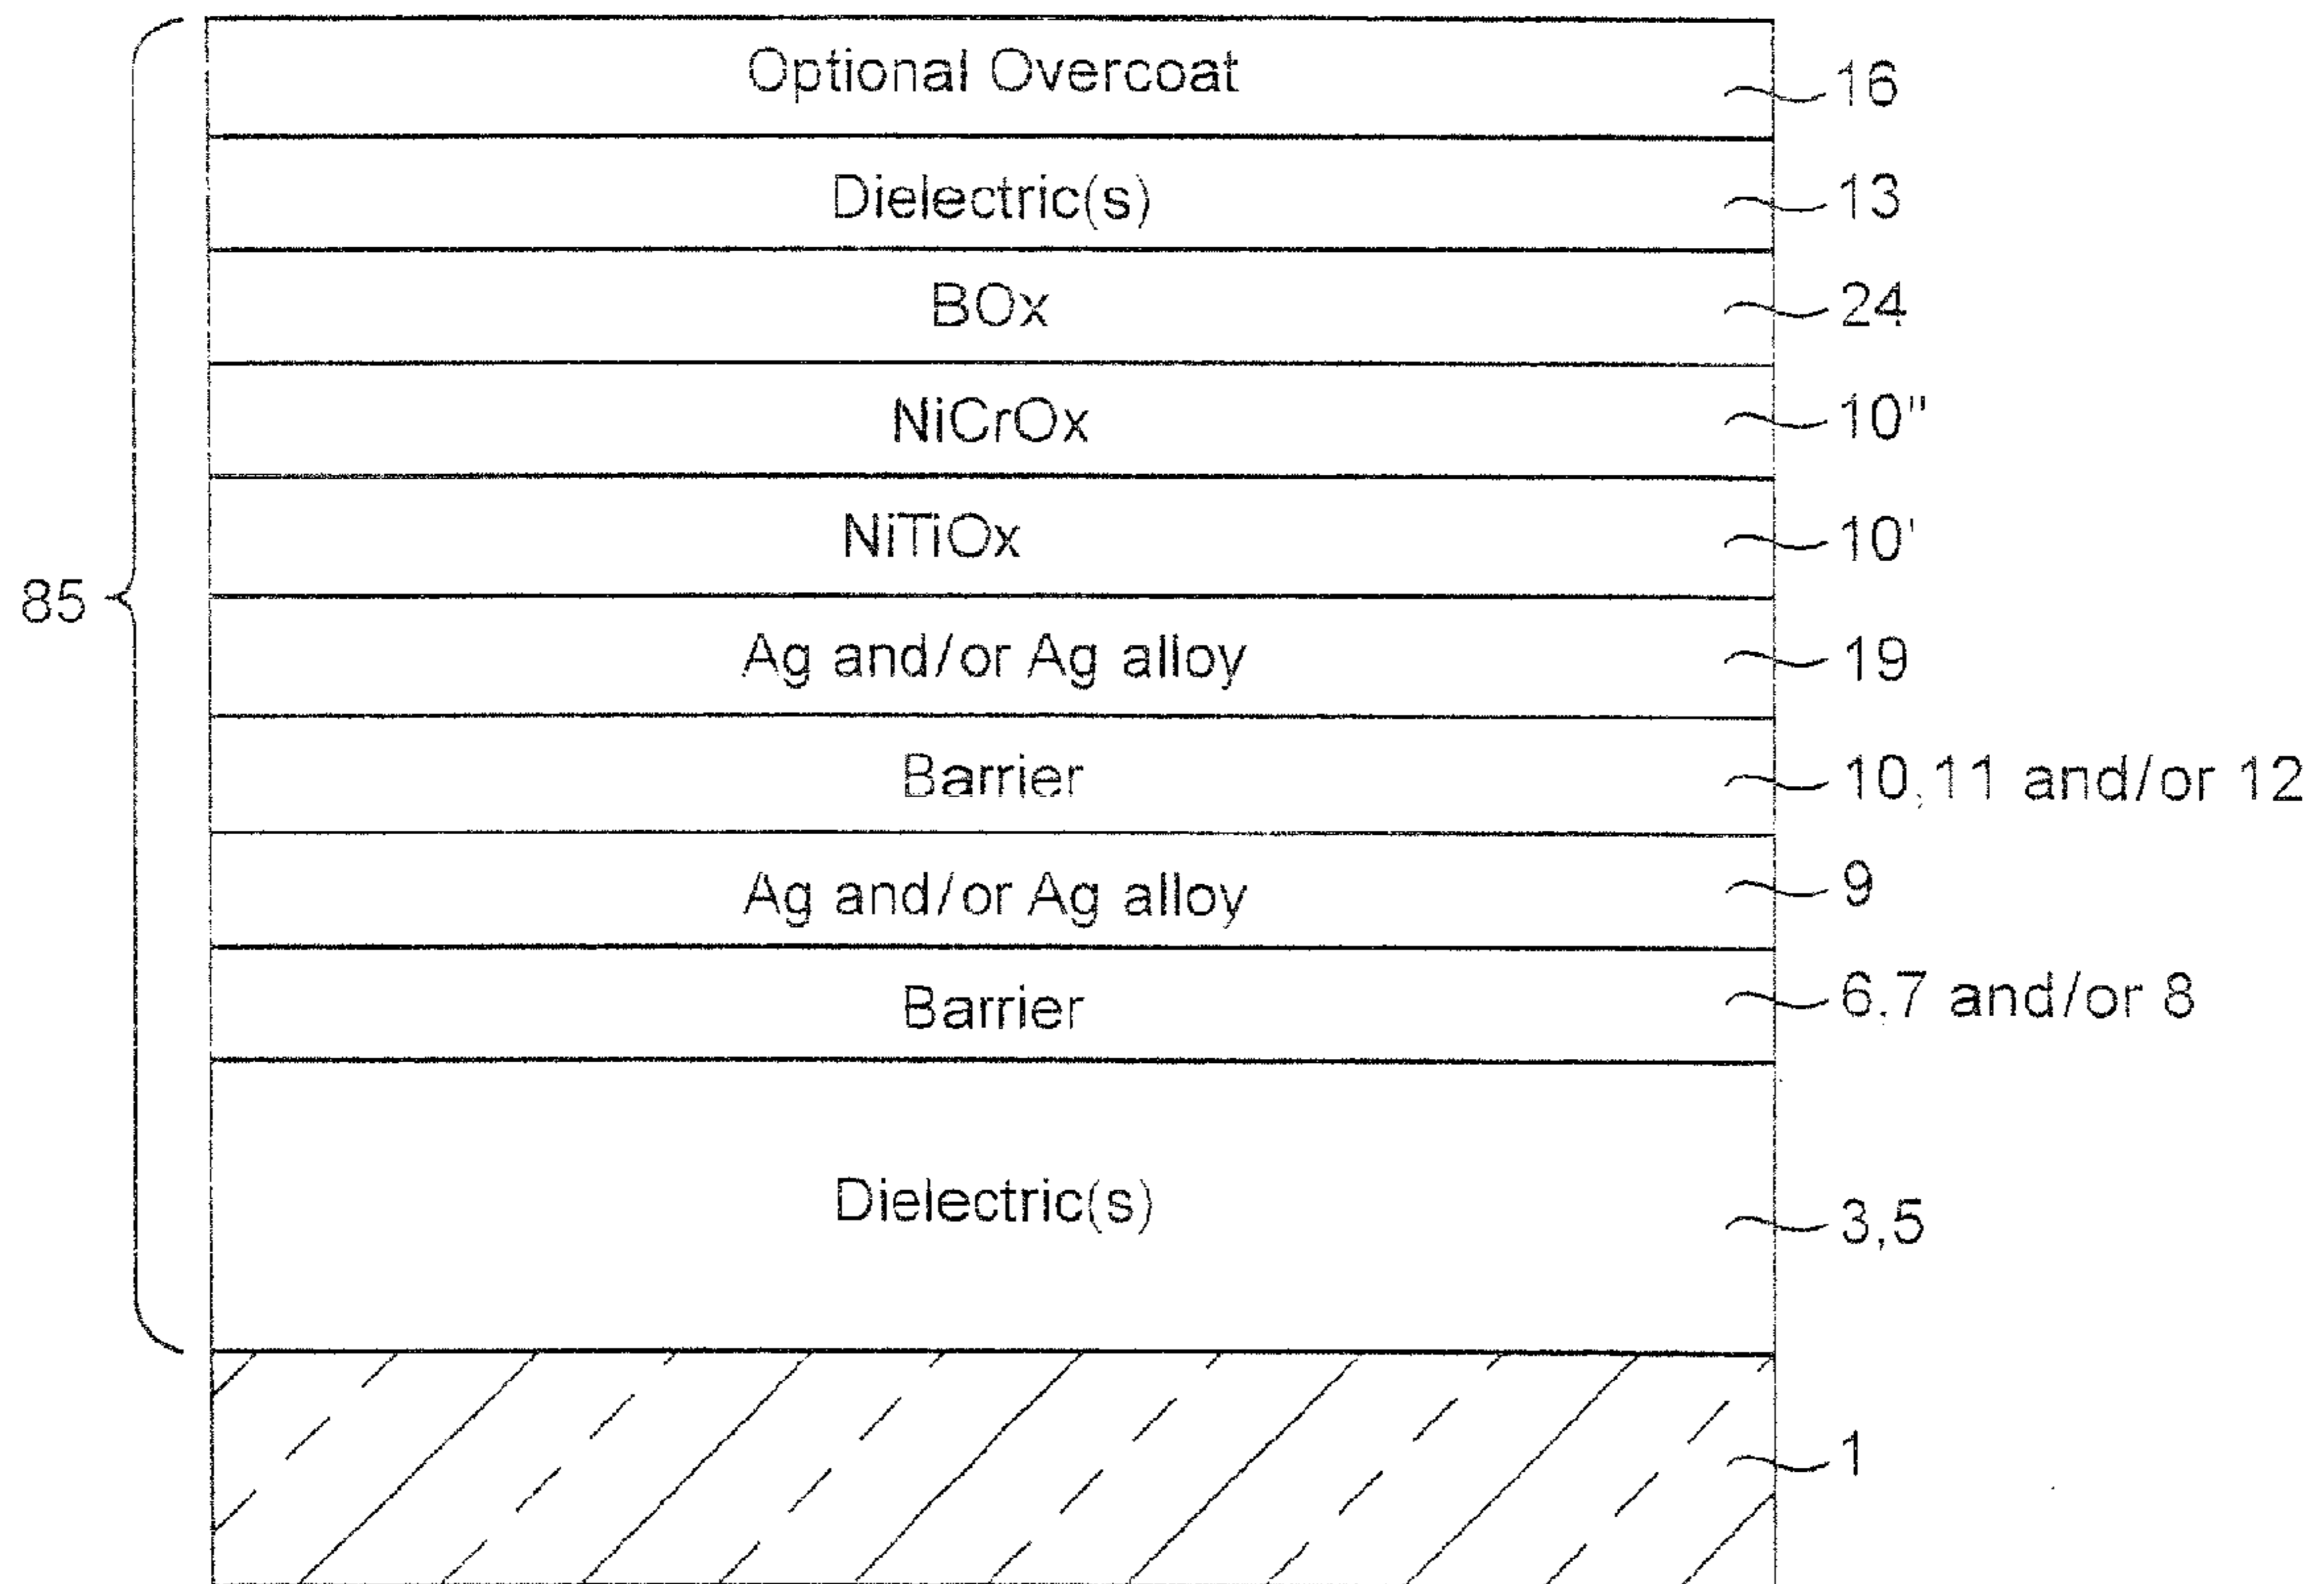 Optional Overcoat 16
Dielectric(s) 13
BOx 24
NiCrOx 10"
NiTiOx 10'
85
Ag and/or Ag alloy 19
Barrier 10,11 and/or 12
Ag and/or Ag alloy 9
Barrier 6,7 and/or 8
Dielectric(s) 3,5
1